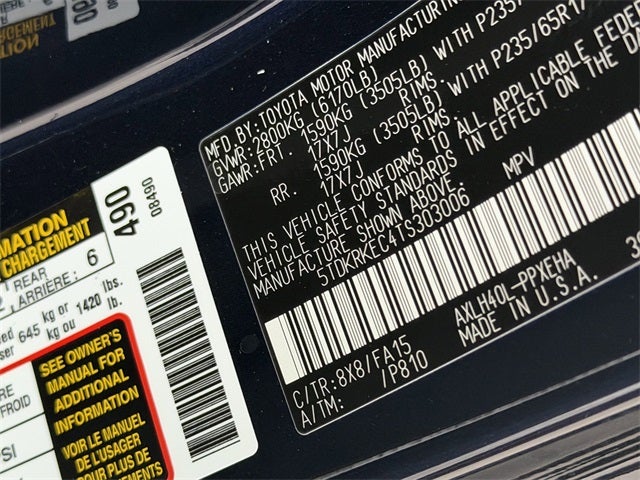 MFD. BY: TOYOTA MOTOR MANUFACTURING
GVWR: 2800KG (6170LB)
GAWR: FRT. 1590KG (3505LB) WITH P235/
17X7J RIMS,
RR. 1590KG (3505LB) WITH P235/65R17
17X7J RIMS,
THIS VEHICLE CONFORMS TO ALL APPLICABLE FEDE
VEHICLE SAFETY STANDARDS IN EFFECT ON THE D
MANUFACTURE SHOWN ABOVE.
5TDKRKEC4TS303006 MPV
C/TR: 8X8/FA15 AXLH40L-PPXEHA
A/TM: /P810 MADE IN U.S.A.
490
08490
RMATION
CHARGEMENT
2 REAR
ARRIÈRE: 6
645 kg or 1420 lbs.
kg ou lb.
FROID
SEE OWNER'S
MANUAL FOR
ADDITIONAL
INFORMATION
VOIR LE MANUEL
DE L'USAGER
POUR PLUS DE